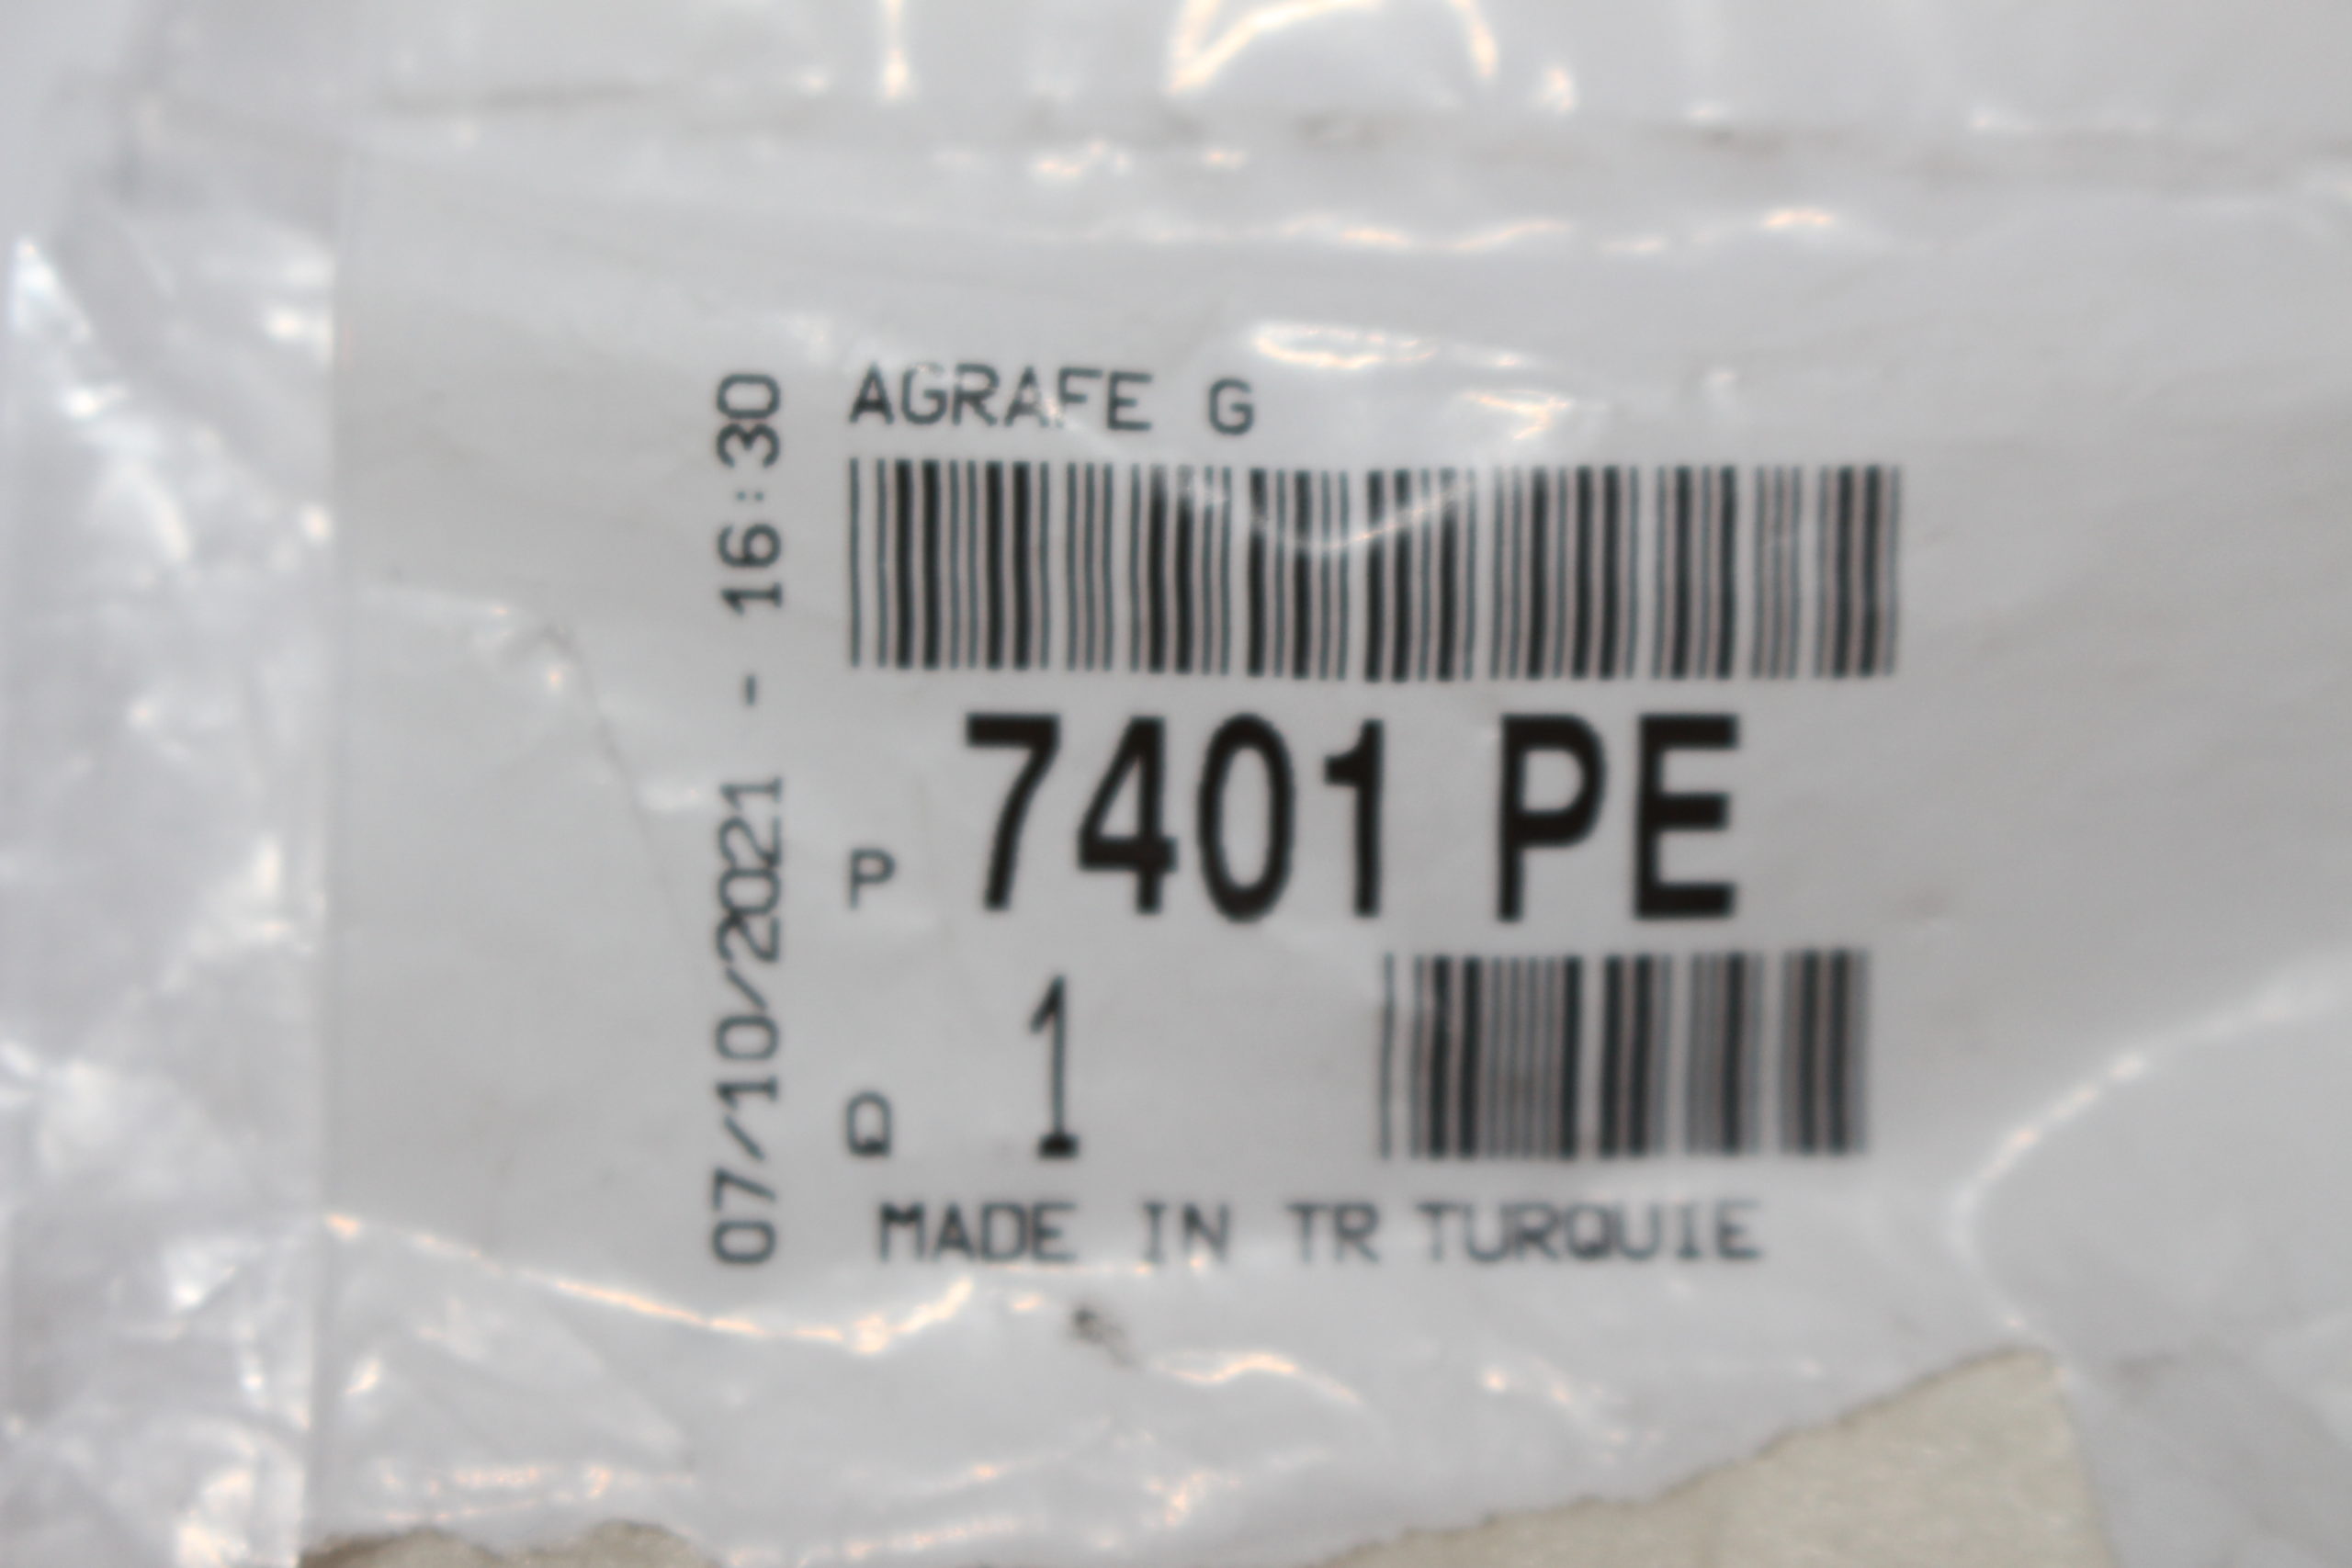 07/10/2021 - 16:30
AGRAFE G
P 7401 PE
Q 1
MADE IN TR TURQUIE